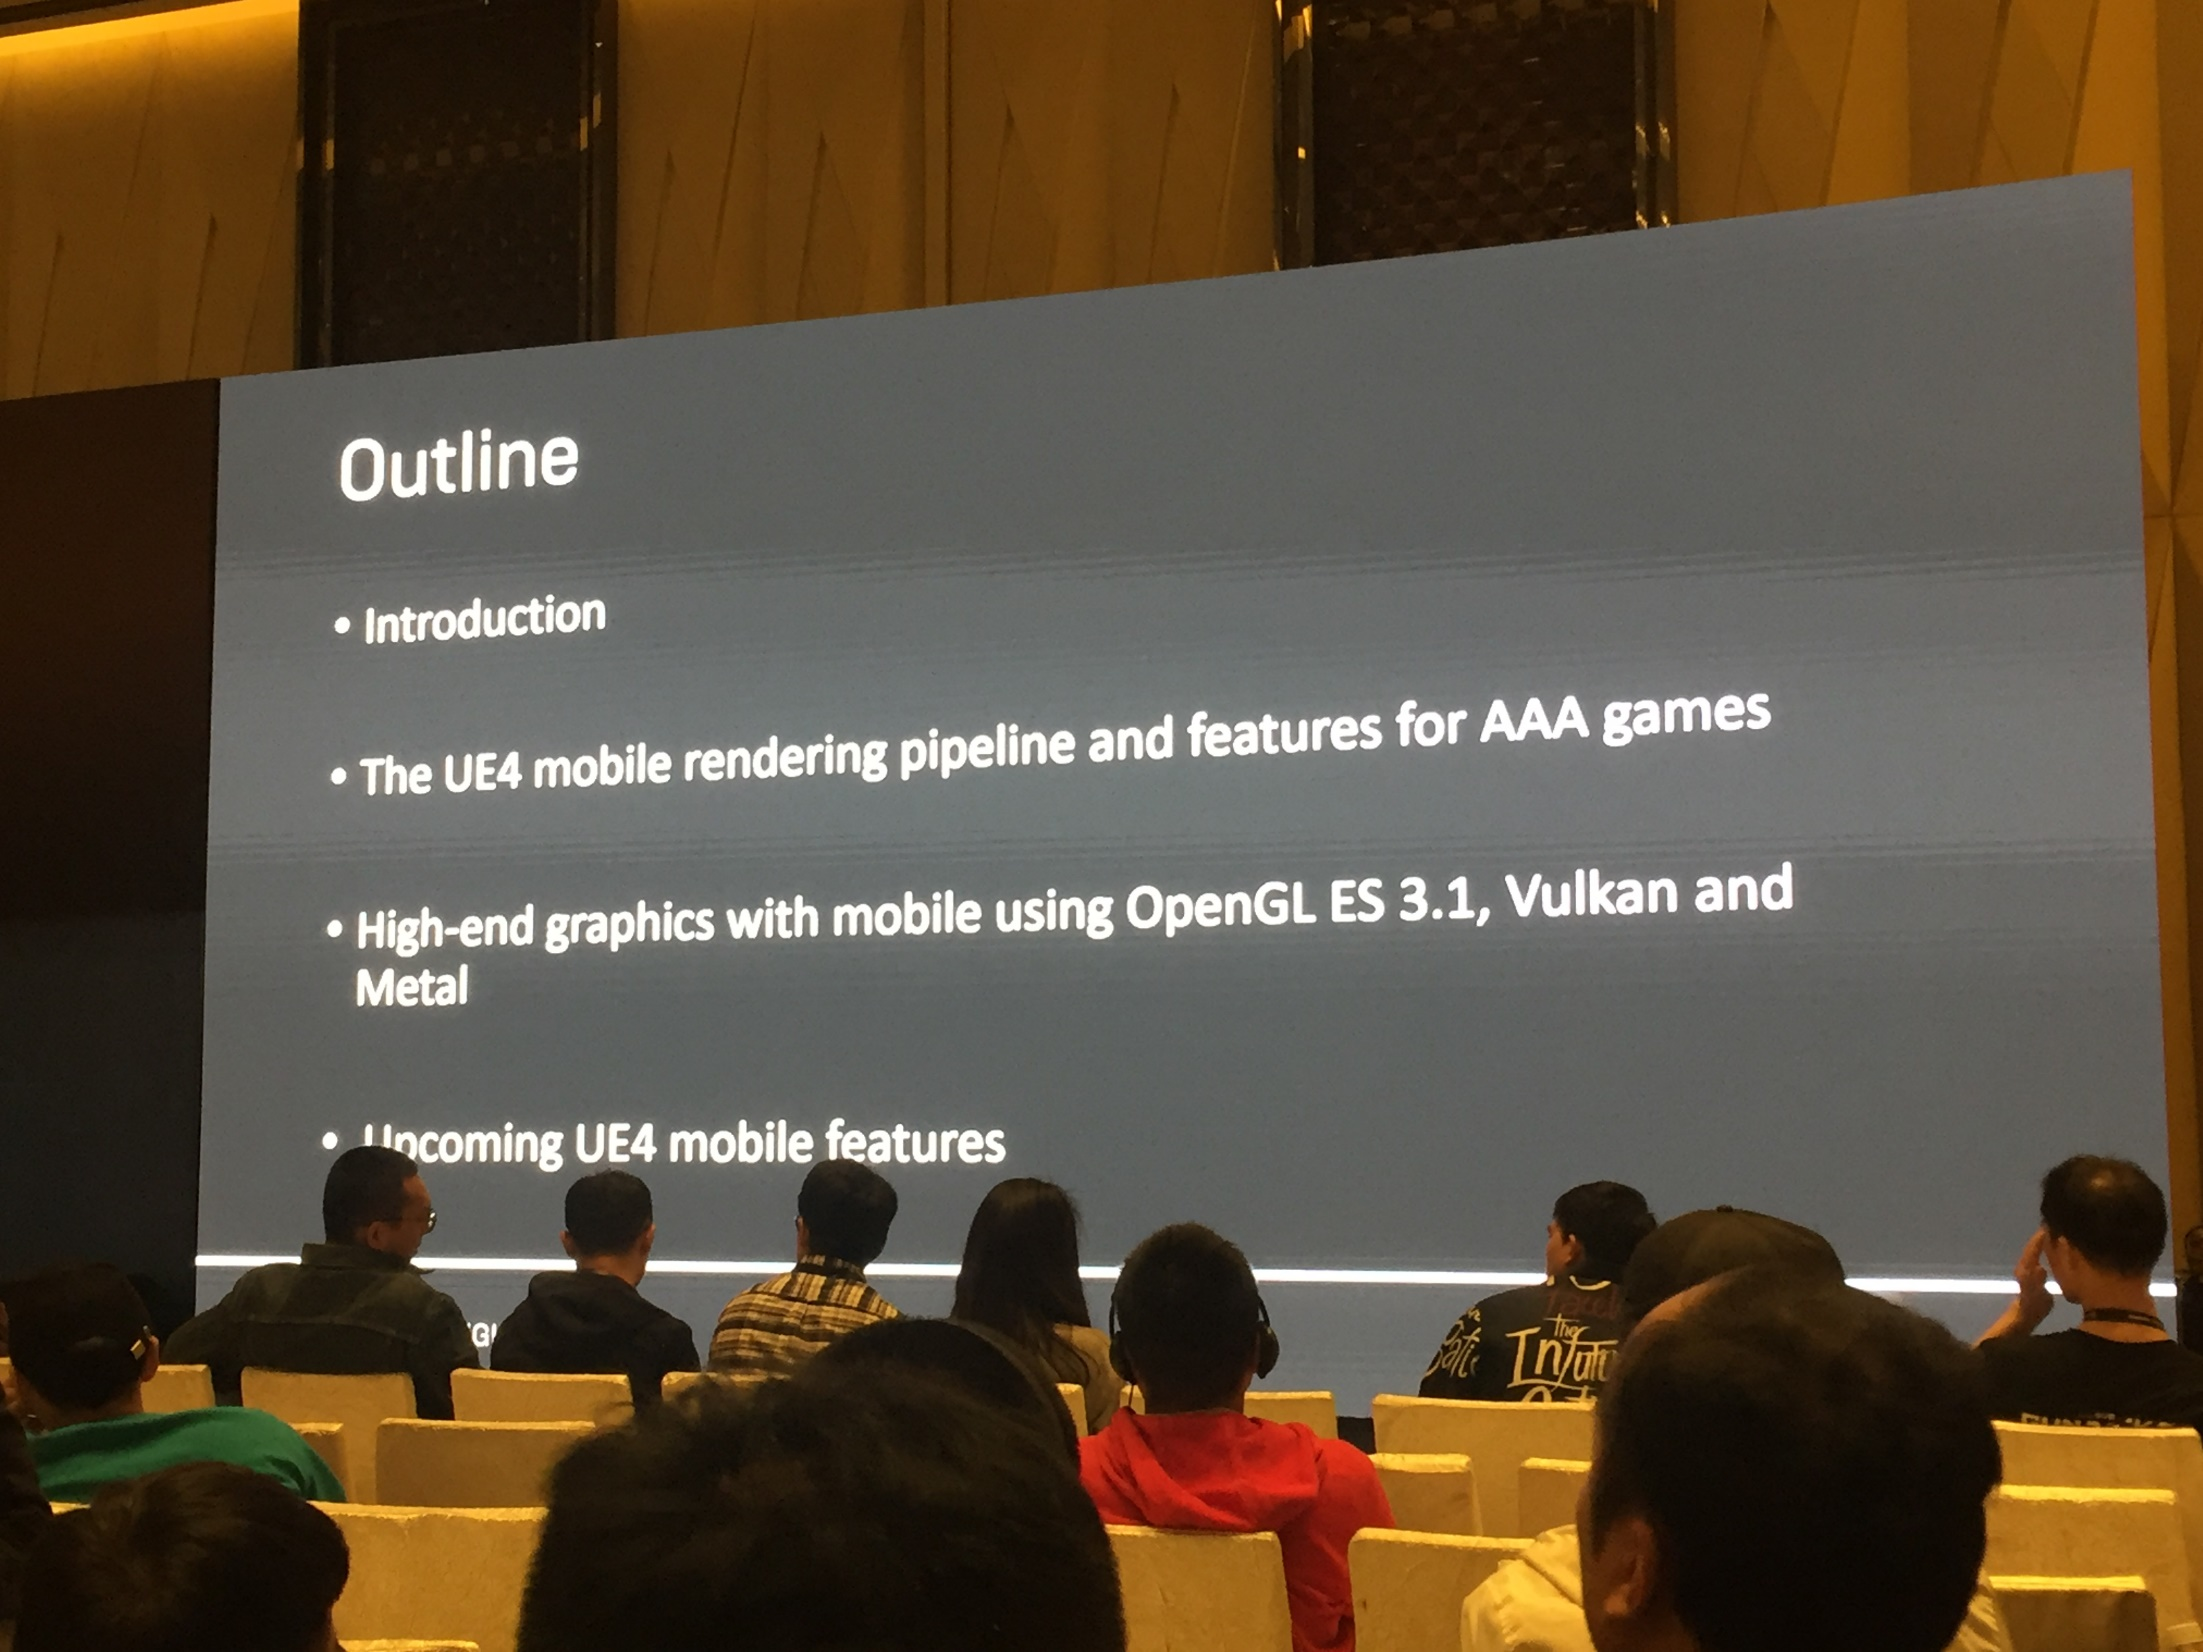 Outline
• Introduction
• The UE4 mobile rendering pipeline and features for AAA games
• High-end graphics with mobile using OpenGL ES 3.1, Vulkan and
Metal
• Upcoming UE4 mobile features
The